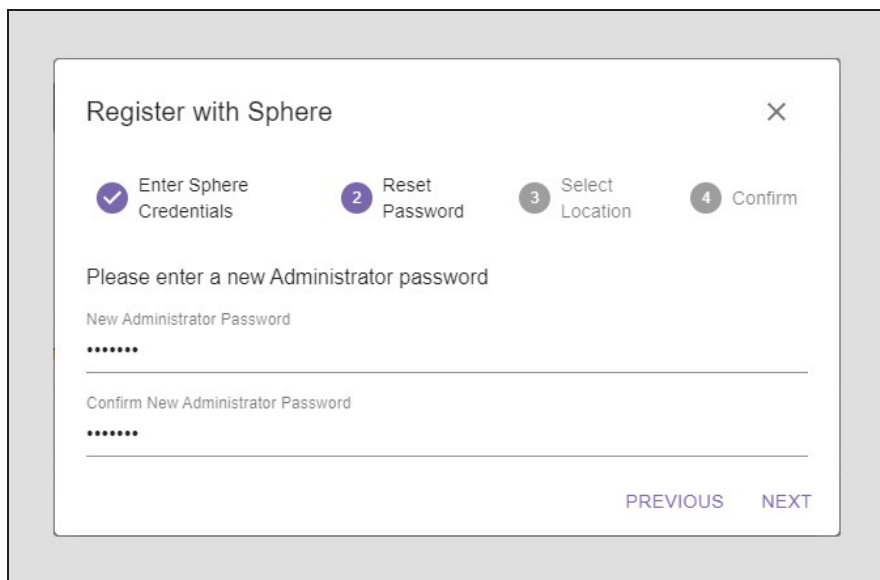 Register with Sphere
Enter Sphere
Credentials
2
Reset
Password
3
Select
Location
4
Confirm
Please enter a new Administrator password
New Administrator Password
•••••••
Confirm New Administrator Password
•••••••
PREVIOUS NEXT